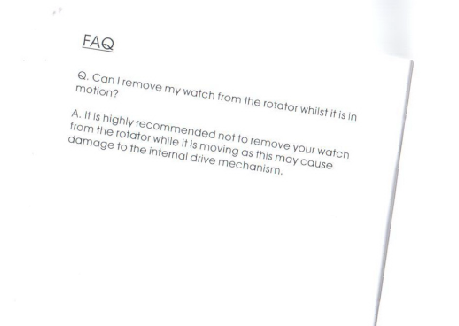 FAQ
Q. Can I remove my watch from the rotator whilst it is in
motion?
A. It is highly recommended not to remove your watch
from the rotator while it is moving as this may cause
damage to the internal drive mechanism.